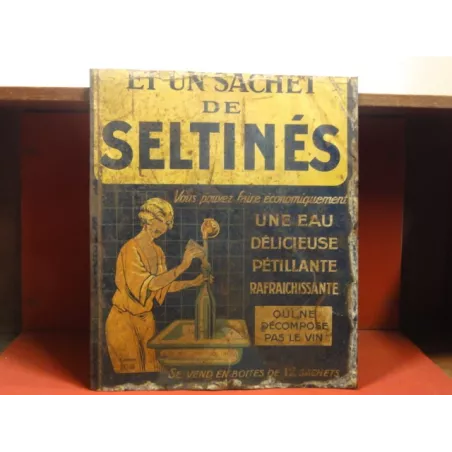 ET UN SACHET
DE
SELTINÉS
Vous pouvez faire économiquement
UNE EAU
DÉLICIEUSE
PÉTILLANTE
RAFRAICHISSANTE
QUI NE
DÉCOMPOSE
PAS LE VIN
SE VEND EN BOITES DE 12 SACHETS